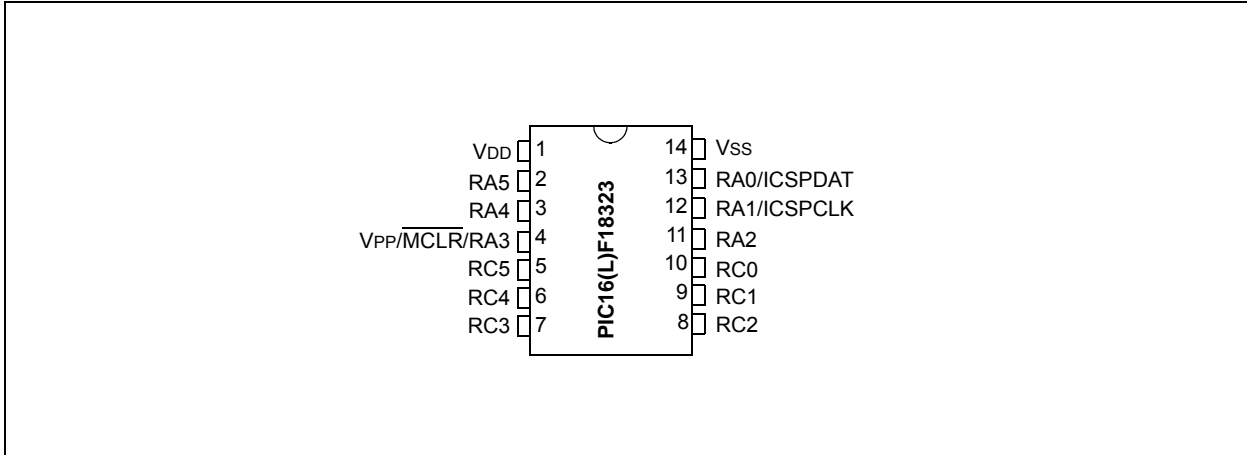 VDD 1 14 VSS
RA5 2 13 RA0/ICSPDAT
RA4 3 12 RA1/ICSPCLK
VPP/MCLR/RA3 4 11 RA2
RC5 5 10 RC0
RC4 6 9 RC1
RC3 7 8 RC2
PIC16(L)F18323